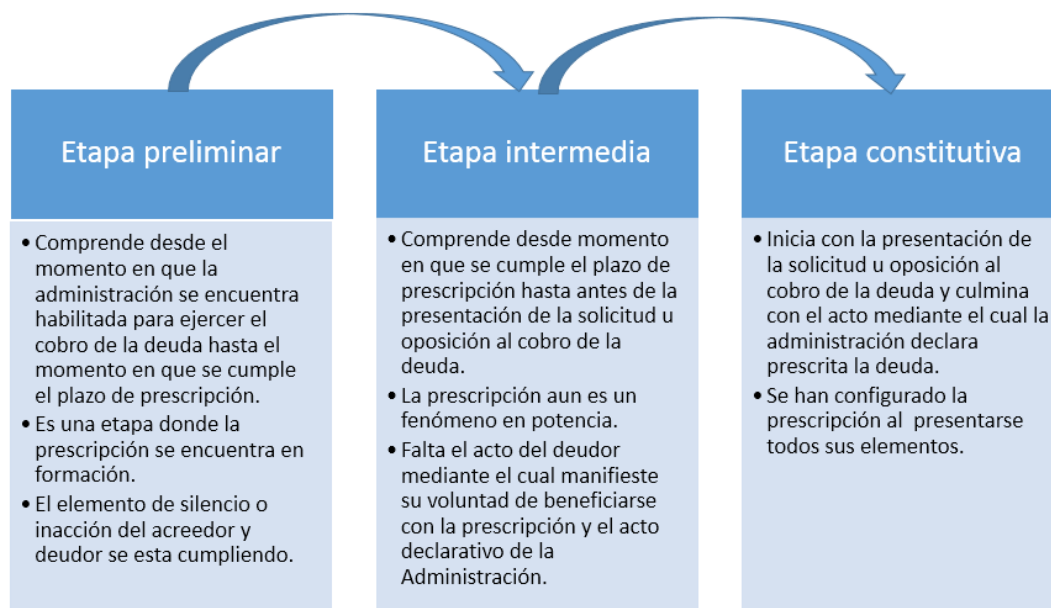 Etapa preliminar
• Comprende desde el
momento en que la
administración se encuentra
habilitada para ejercer el
cobro de la deuda hasta el
momento en que se cumple
el plazo de prescripción.
• Es una etapa donde la
prescripción se encuentra en
formación.
• El elemento de silencio o
inacción del acreedor y
deudor se esta cumpliendo.
Etapa intermedia
• Comprende desde momento
en que se cumple el plazo de
prescripción hasta antes de la
presentación de la solicitud u
oposición al cobro de la
deuda.
• La prescripción aun es un
fenómeno en potencia.
• Falta el acto del deudor
mediante el cual manifieste
su voluntad de beneficiarse
con la prescripción y el acto
declarativo de la
Administración.
Etapa constitutiva
• Inicia con la presentación de
la solicitud u oposición al
cobro de la deuda y culmina
con el acto mediante el cual la
administración declara
prescrita la deuda.
• Se han configurado la
prescripción al presentarse
todos sus elementos.